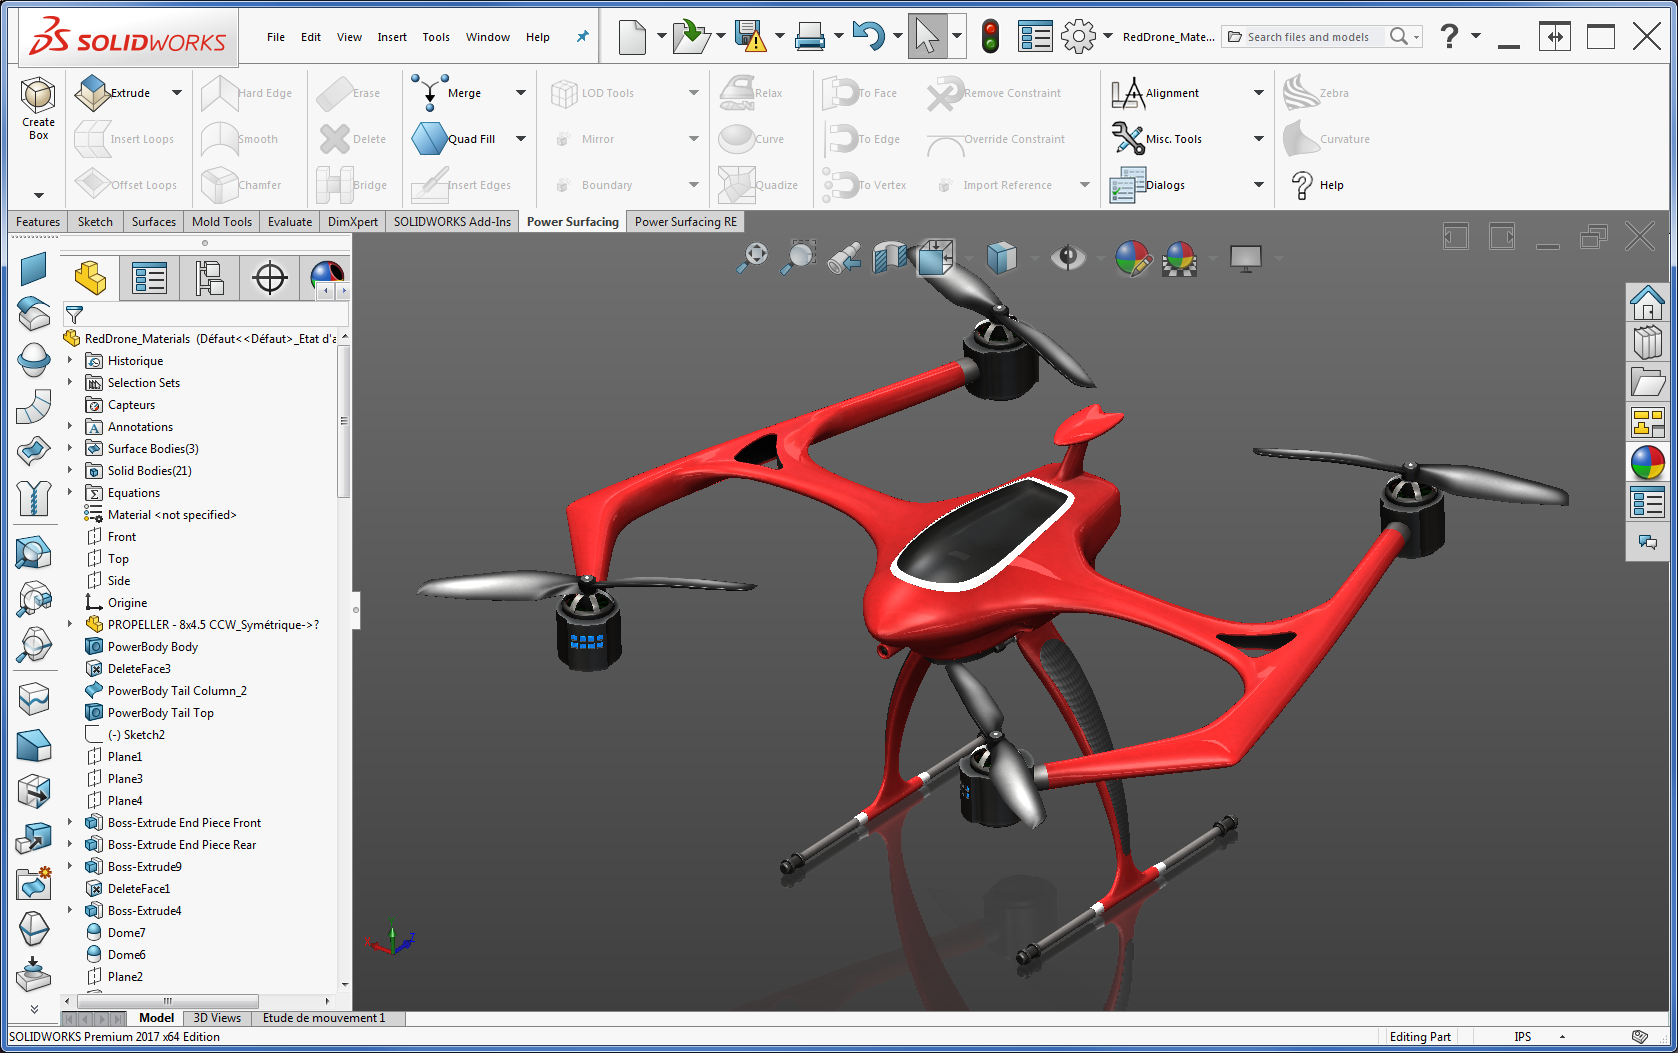 SOLIDWORKS
File Edit View Insert Tools Window Help
RedDrone_Mate...
Search files and models
?
Create Box
Extrude
Insert Loops
Offset Loops
Hard Edge
Smooth
Chamfer
Erase
Delete
Bridge
Merge
Quad Fill
Insert Edges
LOD Tools
Mirror
Boundary
Relax
Curve
Quadize
To Face
To Edge
To Vertex
Remove Constraint
Override Constraint
Import Reference
Alignment
Misc. Tools
Dialogs
Zebra
Curvature
Help
Features Sketch Surfaces Mold Tools Evaluate DimXpert SOLIDWORKS Add-Ins Power Surfacing Power Surfacing RE
RedDrone_Materials (Défaut<<Défaut>_Etat d'a
Historique
Selection Sets
Capteurs
Annotations
Surface Bodies(3)
Solid Bodies(21)
Equations
Material <not specified>
Front
Top
Side
Origine
PROPELLER - 8x4.5 CCW_Symétrique->?
PowerBody Body
DeleteFace3
PowerBody Tail Column_2
PowerBody Tail Top
(-) Sketch2
Plane1
Plane3
Plane4
Boss-Extrude End Piece Front
Boss-Extrude End Piece Rear
Boss-Extrude9
DeleteFace1
Boss-Extrude4
Dome7
Dome6
Plane2
Model 3D Views Etude de mouvement 1
SOLIDWORKS Premium 2017 x64 Edition
Editing Part
IPS